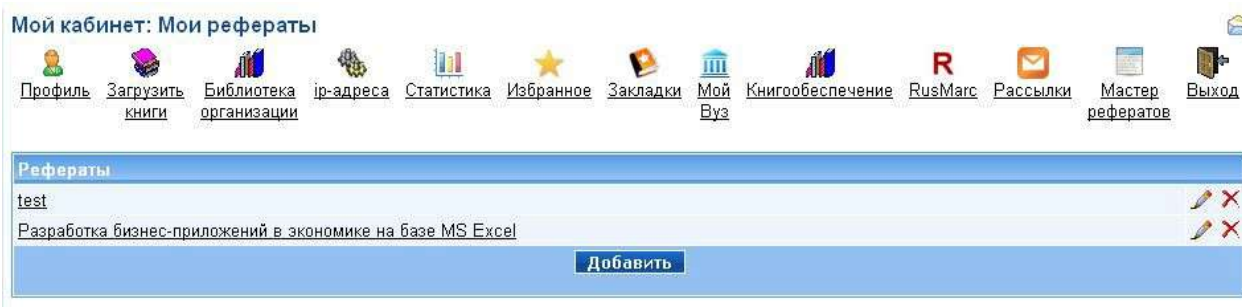 Мой кабинет: Мои рефераты
Профиль Загрузить книги Библиотека организации ip-адреса Статистика Избранное Закладки Мой Вуз Книгообеспечение RusMarc Рассылки Мастер рефератов Выход
Рефераты
test
Разработка бизнес-приложений в экономике на базе MS Excel
Добавить